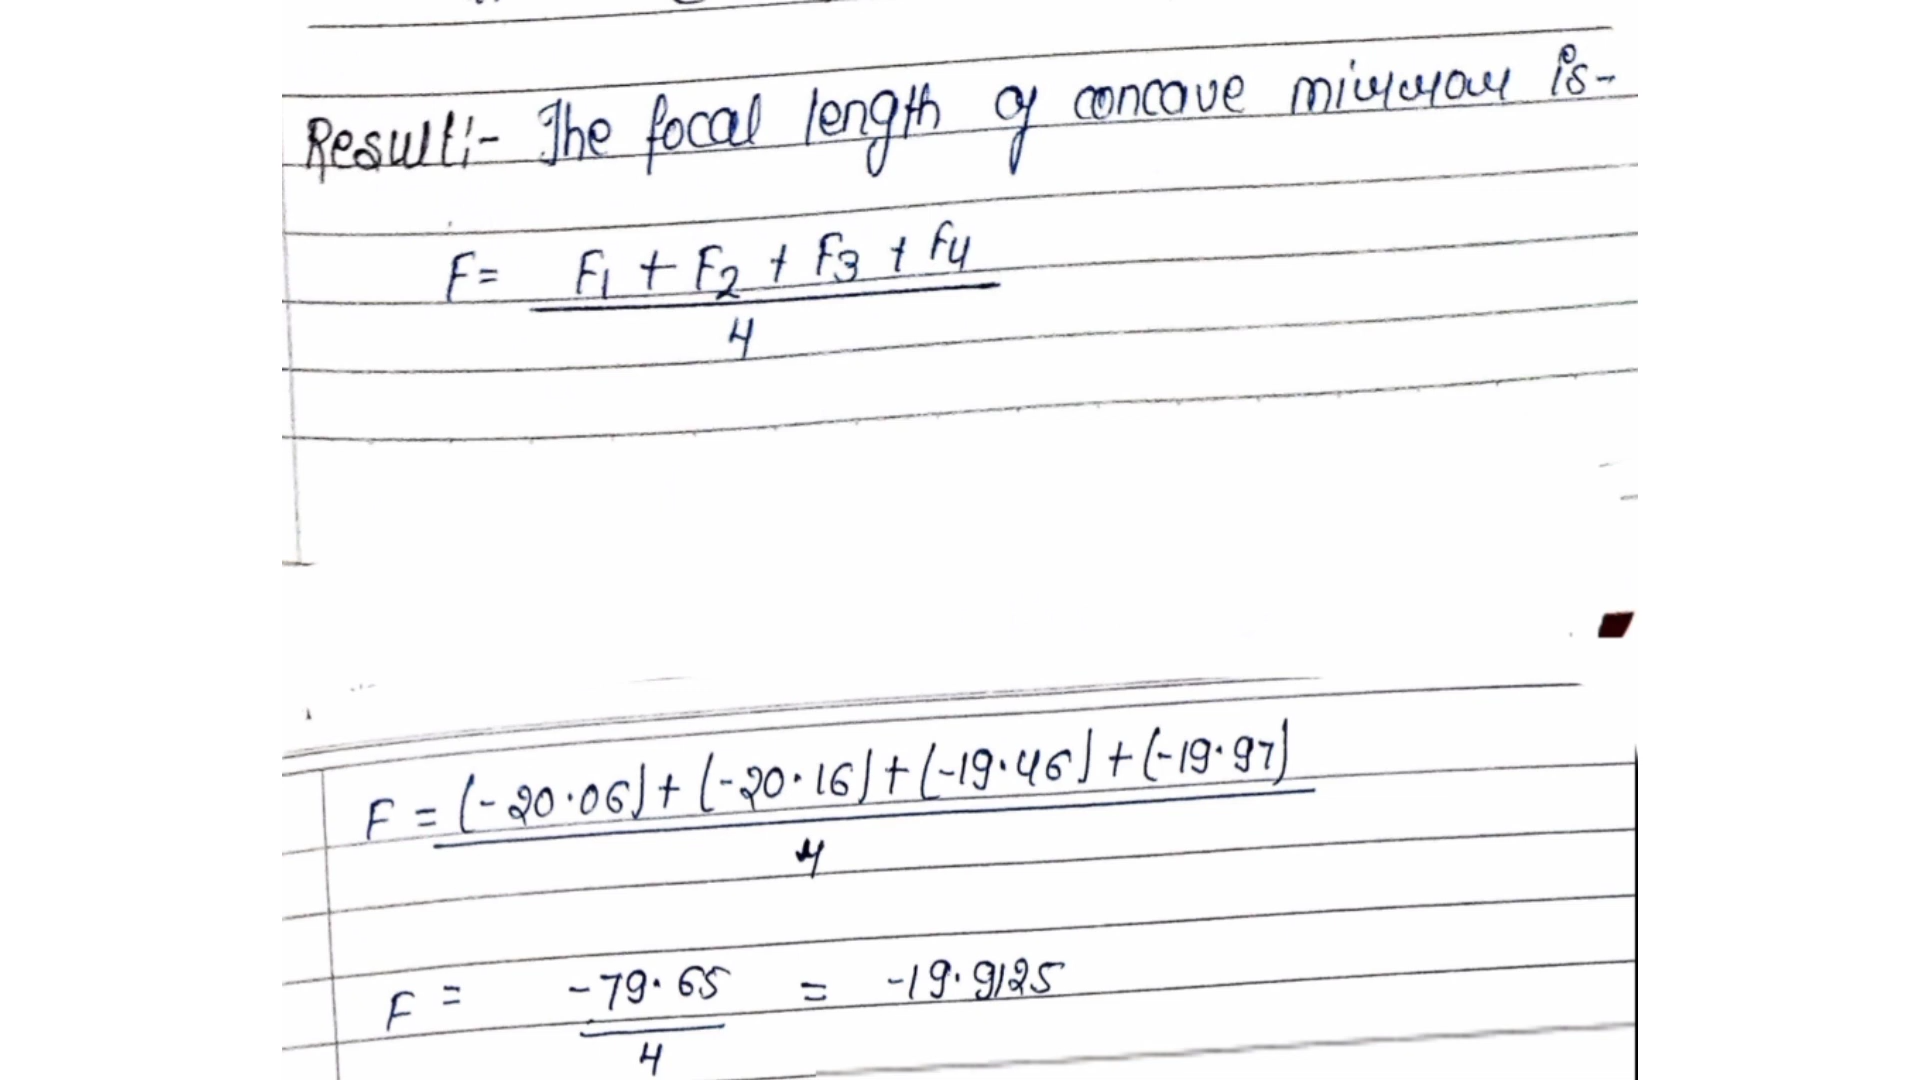 Result:- The focal length of concave mirrour is-
F = F1 + F2 + F3 + F4
4
F = (-20.06) + (-20.16) + (-19.46) + (-19.97)
4
F = -79.65 = -19.9125
4